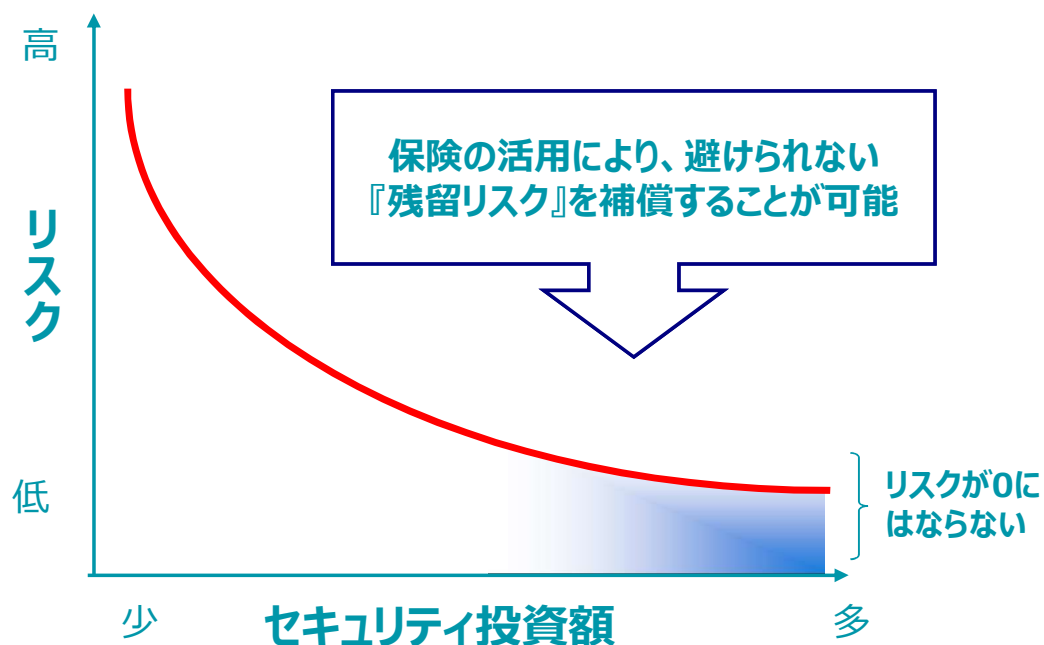 高
保険の活用により、避けられない
『残留リスク』を補償することが可能
リスク
低
リスクが0に
はならない
少
セキュリティ投資額
多